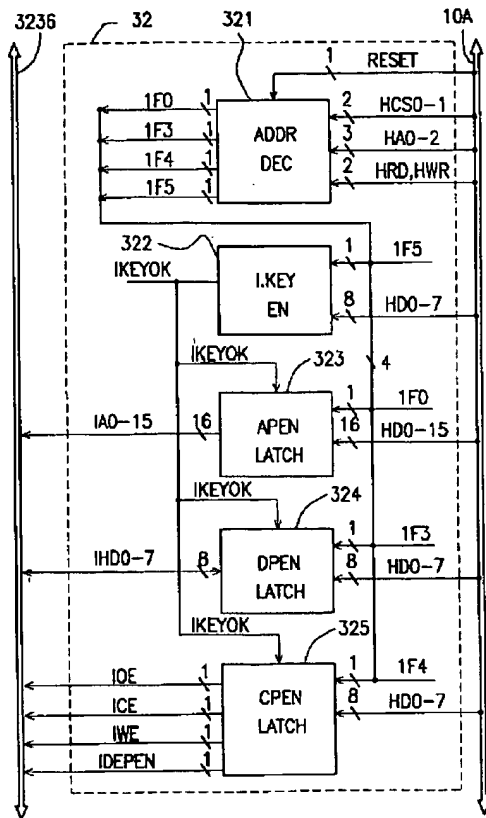 3236
32
321
10A
1
RESET
1F0
1
2
HCS0-1
1F3
1
ADDR
DEC
3
HA0-2
1F4
1
2
HRD,HWR
1F5
1
322
IKEYOK
I.KEY
EN
1
1F5
8
HD0-7
IKEYOK
323
4
IA0-15
16
APEN
LATCH
1
1F0
16
HD0-15
IKEYOK
324
IHD0-7
8
DPEN
LATCH
1
1F3
8
HD0-7
IKEYOK
325
IOE
1
CPEN
LATCH
1
1F4
ICE
1
8
HD0-7
IWE
1
IDEPEN
1